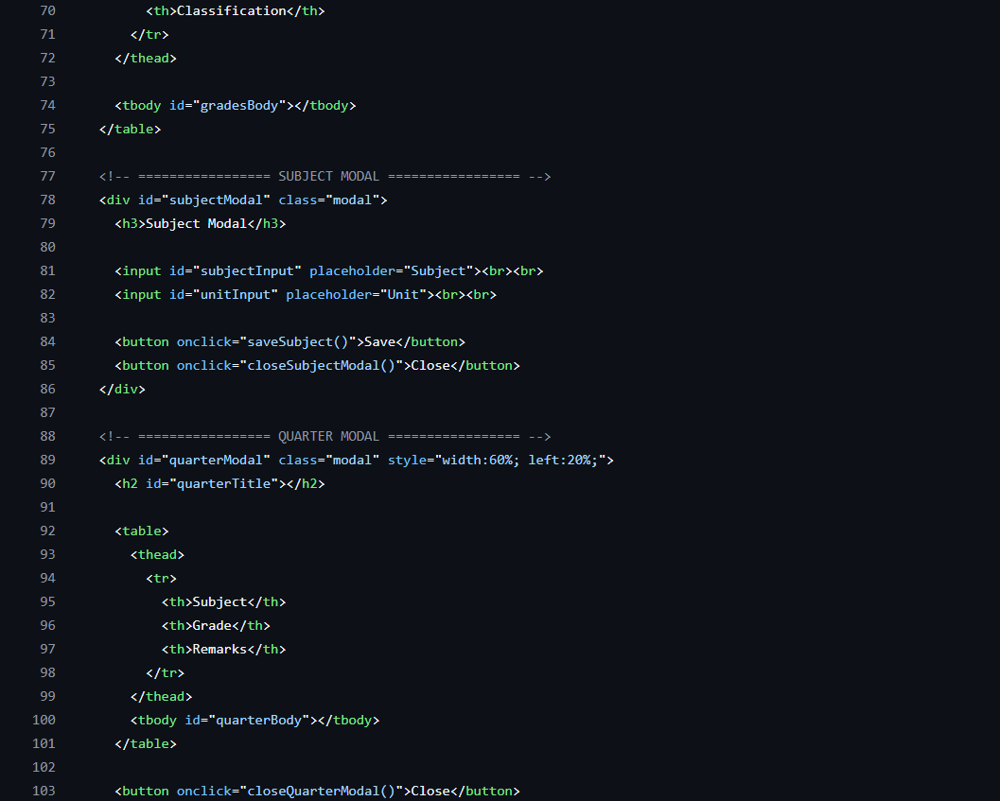 70 <th>Classification</th>
71 </tr>
72 </thead>
73
74 <tbody id="gradesBody"></tbody>
75 </table>
76
77 <!-- ================= SUBJECT MODAL ================= -->
78 <div id="subjectModal" class="modal">
79 <h3>Subject Modal</h3>
80
81 <input id="subjectInput" placeholder="Subject"><br><br>
82 <input id="unitInput" placeholder="Unit"><br><br>
83
84 <button onclick="saveSubject()">Save</button>
85 <button onclick="closeSubjectModal()">Close</button>
86 </div>
87
88 <!-- ================= QUARTER MODAL ================= -->
89 <div id="quarterModal" class="modal" style="width:60%; left:20%;">
90 <h2 id="quarterTitle"></h2>
91
92 <table>
93 <thead>
94 <tr>
95 <th>Subject</th>
96 <th>Grade</th>
97 <th>Remarks</th>
98 </tr>
99 </thead>
100 <tbody id="quarterBody"></tbody>
101 </table>
102
103 <button onclick="closeQuarterModal()">Close</button>